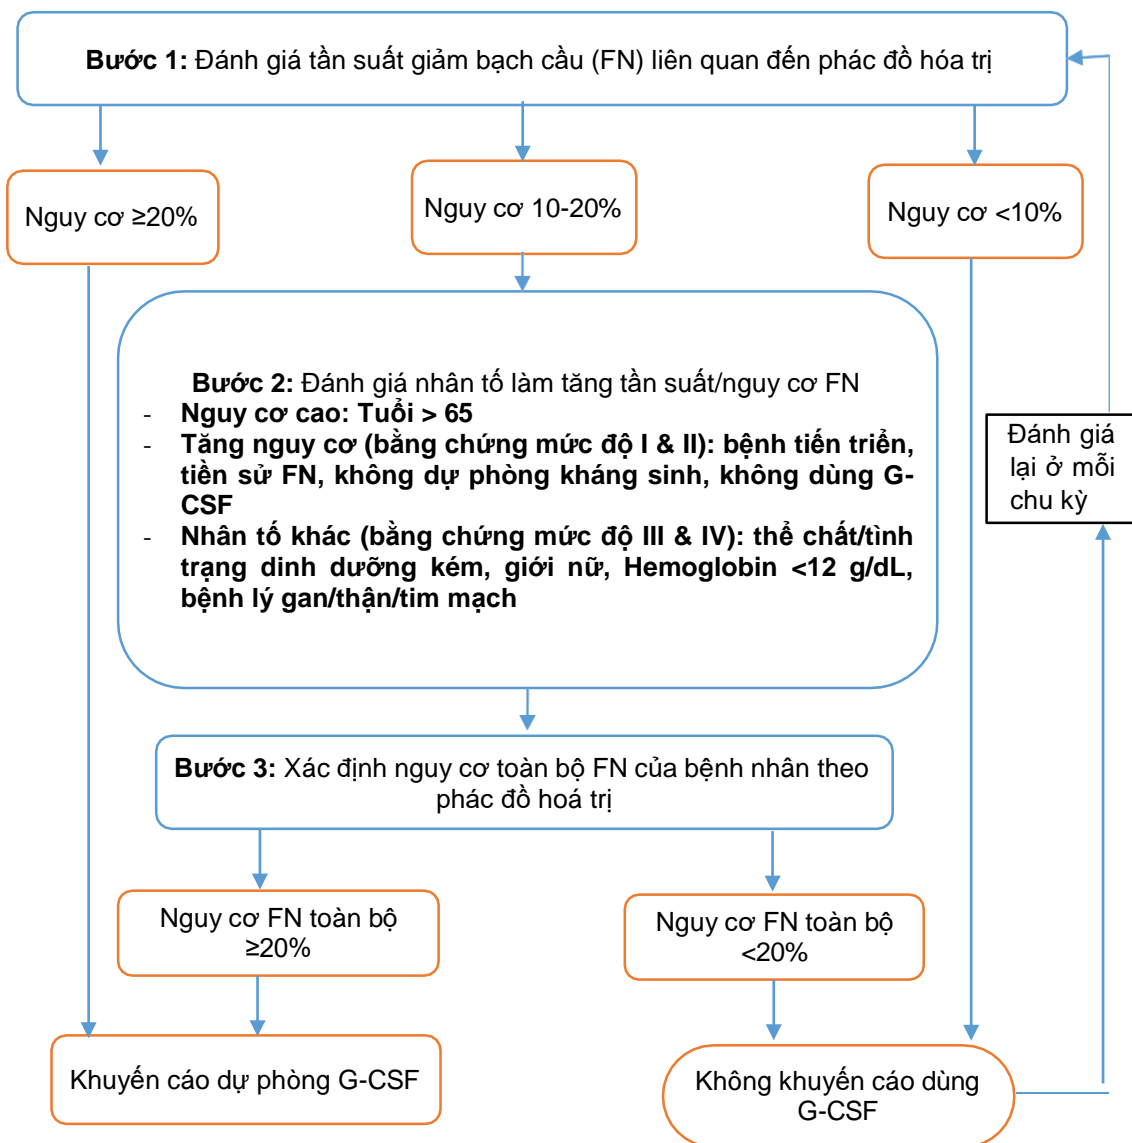 Bước 1: Đánh giá tần suất giảm bạch cầu (FN) liên quan đến phác đồ hóa trị
Nguy cơ ≥20%
Nguy cơ 10-20%
Nguy cơ <10%
Bước 2: Đánh giá nhân tố làm tăng tần suất/nguy cơ FN
- Nguy cơ cao: Tuổi > 65
- Tăng nguy cơ (bằng chứng mức độ I & II): bệnh tiến triển,
tiền sử FN, không dự phòng kháng sinh, không dùng G-
CSF
- Nhân tố khác (bằng chứng mức độ III & IV): thể chất/tình
trạng dinh dưỡng kém, giới nữ, Hemoglobin <12 g/dL,
bệnh lý gan/thận/tim mạch
Đánh giá
lại ở mỗi
chu kỳ
Bước 3: Xác định nguy cơ toàn bộ FN của bệnh nhân theo
phác đồ hoá trị
Nguy cơ FN toàn bộ
≥20%
Nguy cơ FN toàn bộ
<20%
Khuyến cáo dự phòng G-CSF
Không khuyến cáo dùng
G-CSF